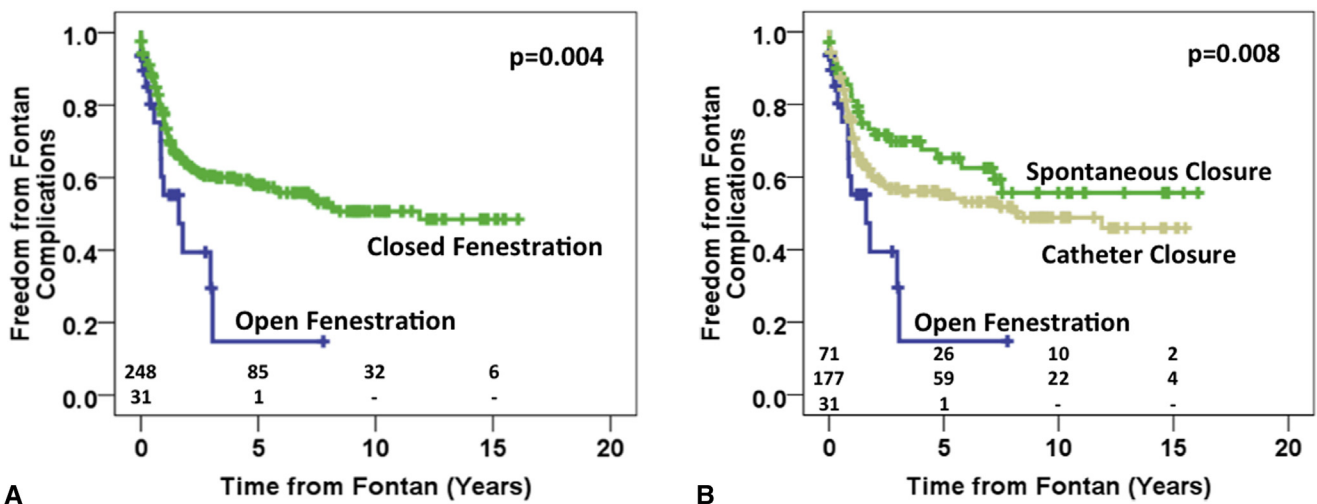 Freedom from Fontan
Complications
1.0
0.8
0.6
0.4
0.2
0.0
p=0.004
Closed Fenestration
Open Fenestration
248 85 32 6
31 1 - -
0 5 10 15 20
Time from Fontan (Years)
A
Freedom from Fontan
Complications
1.0
0.8
0.6
0.4
0.2
0.0
p=0.008
Spontaneous Closure
Catheter Closure
Open Fenestration
71 26 10 2
177 59 22 4
31 1 - -
0 5 10 15 20
Time from Fontan (Years)
B